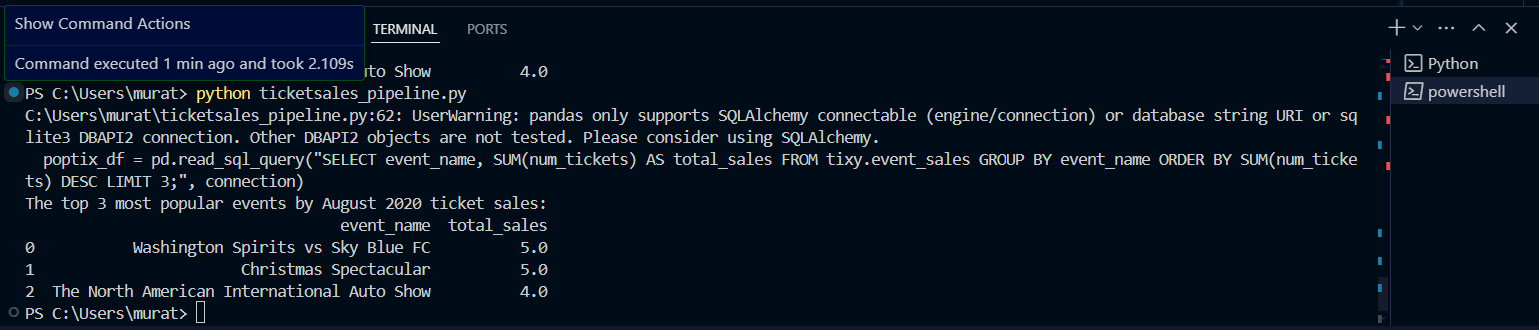 Show Command Actions
Command executed 1 min ago and took 2.109s
TERMINAL
PORTS
Python
powershell
uto Show 4.0
PS C:\Users\murat> python ticketsales_pipeline.py
C:\Users\murat\ticketsales_pipeline.py:62: UserWarning: pandas only supports SQLAlchemy connectable (engine/connection) or database string URI or sq
lite3 DBAPI2 connection. Other DBAPI2 objects are not tested. Please consider using SQLAlchemy.
poptix_df = pd.read_sql_query("SELECT event_name, SUM(num_tickets) AS total_sales FROM tixy.event_sales GROUP BY event_name ORDER BY SUM(num_ticke
ts) DESC LIMIT 3;", connection)
The top 3 most popular events by August 2020 ticket sales:
event_name total_sales
0 Washington Spirits vs Sky Blue FC 5.0
1 Christmas Spectacular 5.0
2 The North American International Auto Show 4.0
PS C:\Users\murat>